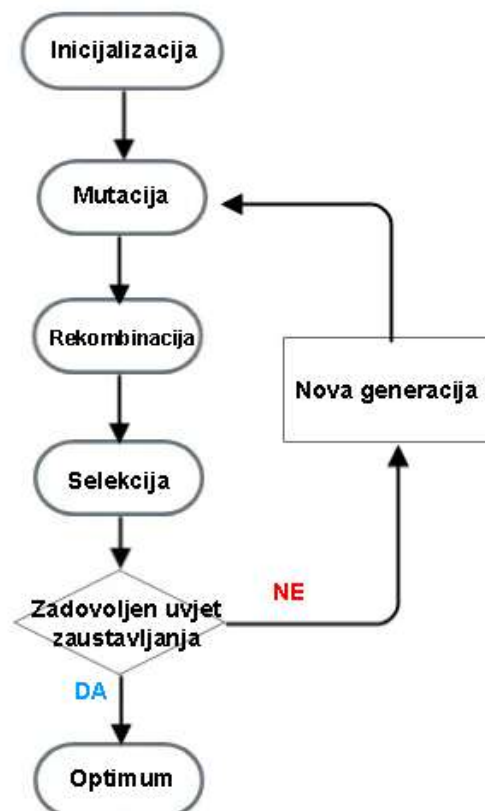 Inicijalizacija
Mutacija
Rekombinacija
Nova generacija
Selekcija
Zadovoljen uvjet
zaustavljanja
NE
DA
Optimum